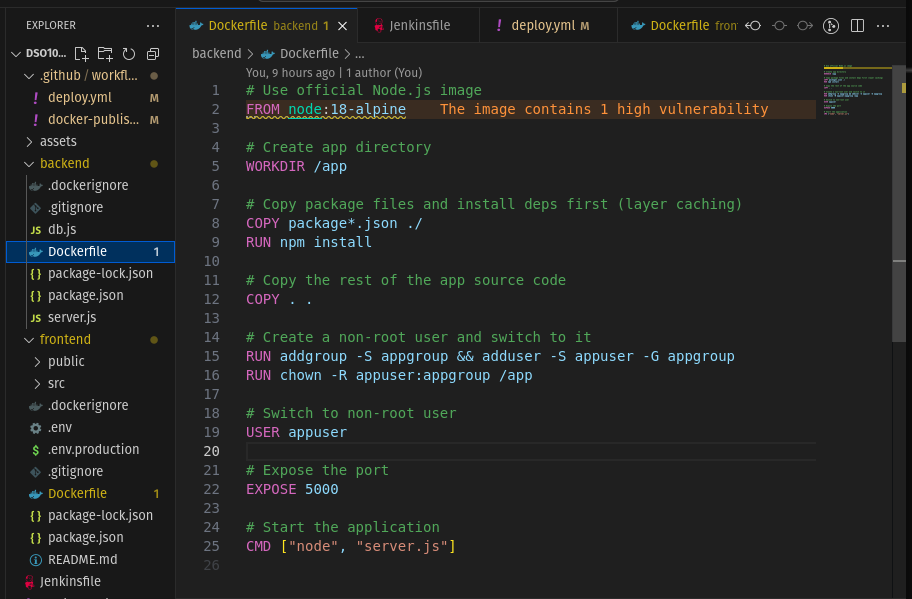 EXPLORER
DSO10...
.github / workfl...
deploy.yml M
docker-publis... M
assets
backend
.dockerignore
.gitignore
JS db.js
Dockerfile 1
{} package-lock.json
{} package.json
JS server.js
frontend
public
src
.dockerignore
.env
$ .env.production
.gitignore
Dockerfile 1
{} package-lock.json
{} package.json
README.md
Jenkinsfile
Dockerfile backend 1
Jenkinsfile
! deploy.yml M
Dockerfile fron
backend > Dockerfile > ...
You, 9 hours ago | 1 author (You)
1 # Use official Node.js image
2 FROM node:18-alpine The image contains 1 high vulnerability
3
4 # Create app directory
5 WORKDIR /app
6
7 # Copy package files and install deps first (layer caching)
8 COPY package*.json ./
9 RUN npm install
10
11 # Copy the rest of the app source code
12 COPY . .
13
14 # Create a non-root user and switch to it
15 RUN addgroup -S appgroup && adduser -S appuser -G appgroup
16 RUN chown -R appuser:appgroup /app
17
18 # Switch to non-root user
19 USER appuser
20
21 # Expose the port
22 EXPOSE 5000
23
24 # Start the application
25 CMD ["node", "server.js"]
26